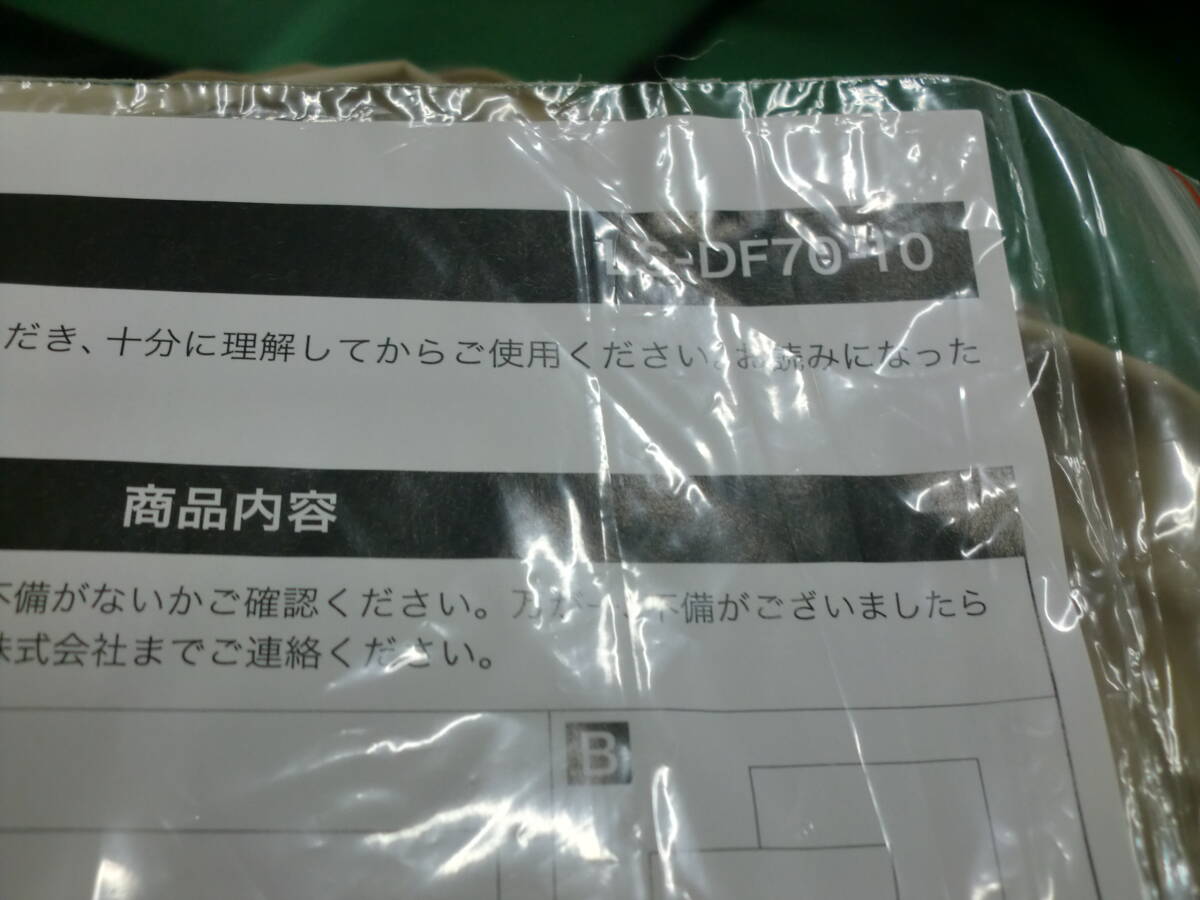 LS-DF70-10
だき、十分に理解してからご使用ください。お読みになった
商品内容
不備がないかご確認ください。万が一、不備がございましたら
株式会社までご連絡ください。
B